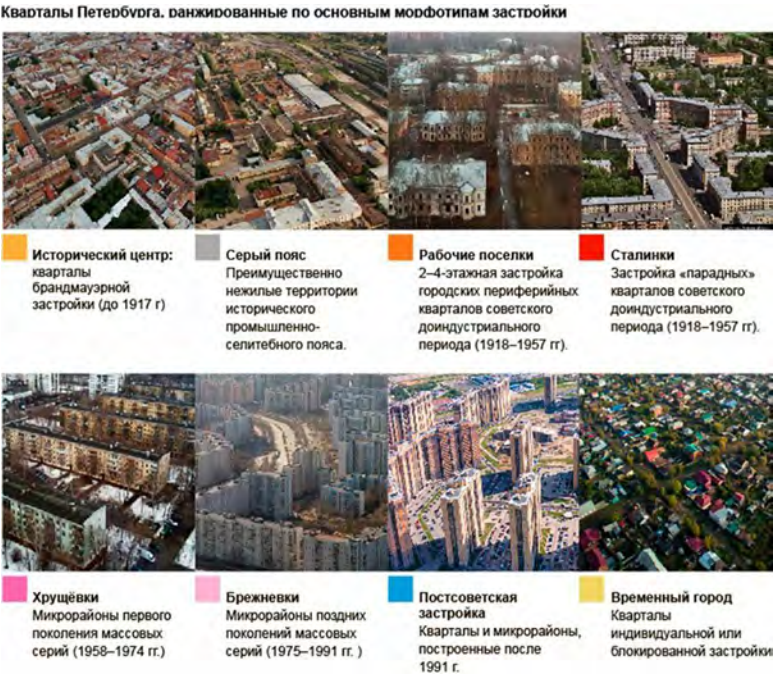 Кварталы Петербурга, ранжированные по основным морфотипам застройки
Исторический центр:
кварталы
брандмауэрной
застройки (до 1917 г)
Серый пояс
Преимущественно
нежилые территории
исторического
промышленно-
селитебного пояса.
Рабочие поселки
2–4-этажная застройка
городских периферийных
кварталов советского
доиндустриального
периода (1918–1957 гг).
Сталинки
Застройка «парадных»
кварталов советского
доиндустриального
периода (1918–1957 гг).
Хрущёвки
Микрорайоны первого
поколения массовых
серий (1958–1974 гг.)
Брежневки
Микрорайоны поздних
поколений массовых
серий (1975–1991 гг. )
Постсоветская
застройка
Кварталы и микрорайоны,
построенные после
1991 г.
Временный город
Кварталы
индивидуальной или
блокированной застройки